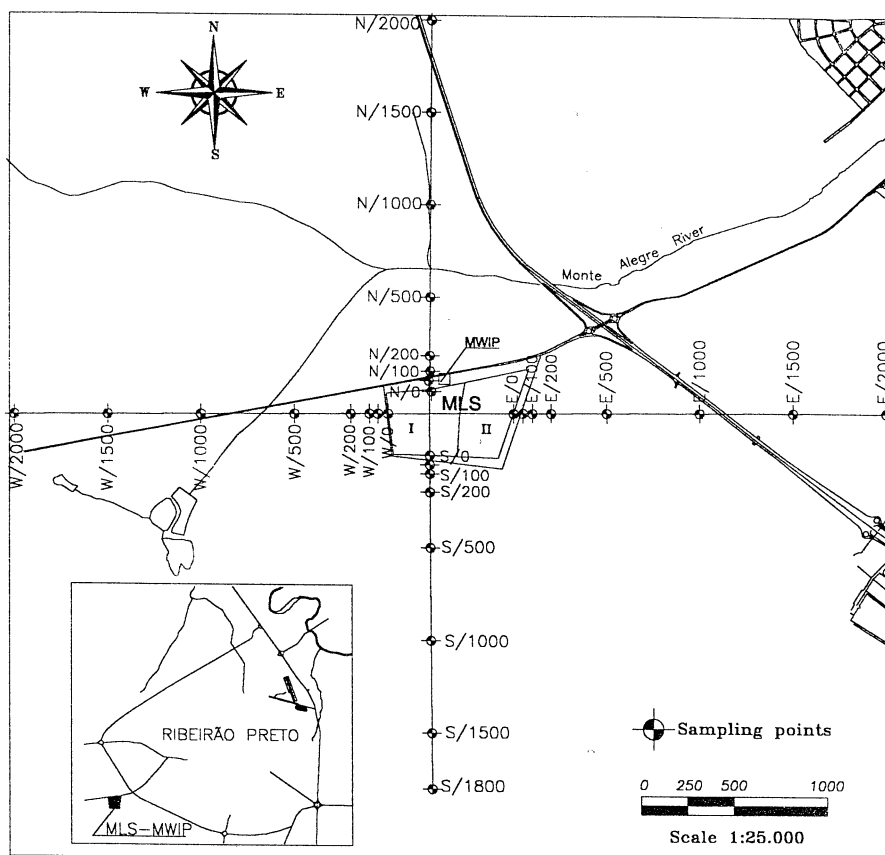 N/2000
N
W
E
S
N/1500
N/1000
Monte Alegre River
N/500
N/200
MWIP
N/100
N/0
MLS
I
II
W/2000
W/1500
W/1000
W/500
W/200
W/100
W/0
E/0
E/100
E/200
E/500
E/1000
E/1500
E/2000
S/0
S/100
S/200
S/500
S/1000
S/1500
S/1800
RIBEIRÃO PRETO
MLS-MWIP
Sampling points
0 250 500 1000
Scale 1:25.000